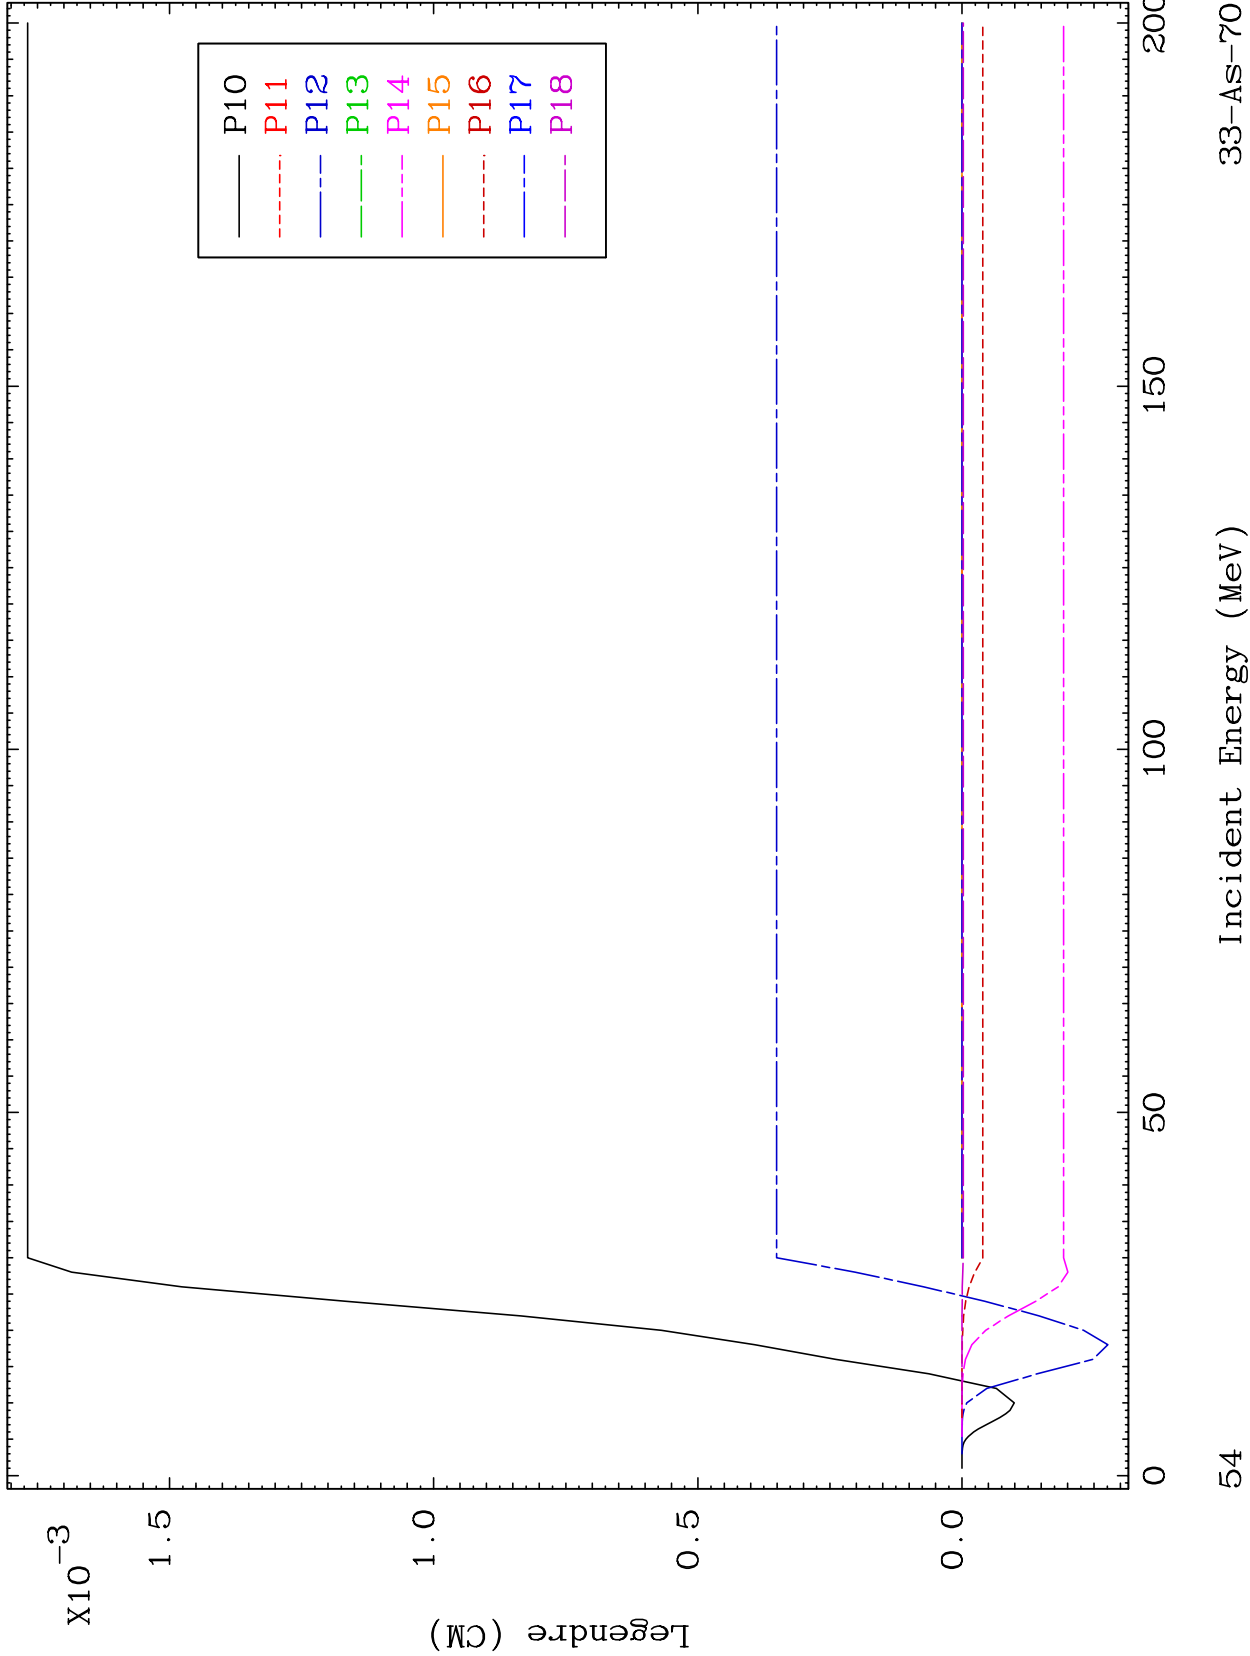 X10⁻³
1.5
1.0
0.5
0.0
Legendre (CM)
P10
P11
P12
P13
P14
P15
P16
P17
P18
0 50 100 150 200
54 Incident Energy (MeV) 33-As-70